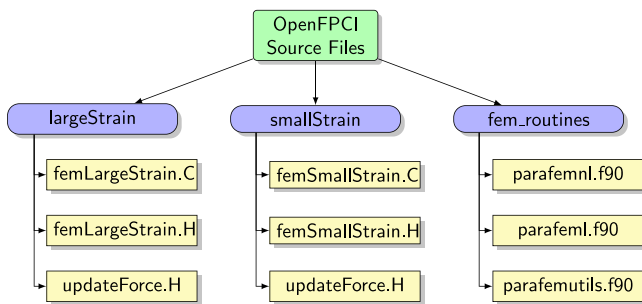 OpenFPCI
Source Files
largeStrain
smallStrain
fem_routines
femLargeStrain.C
femSmallStrain.C
parafemnl.f90
femLargeStrain.H
femSmallStrain.H
parafeml.f90
updateForce.H
updateForce.H
parafemutils.f90